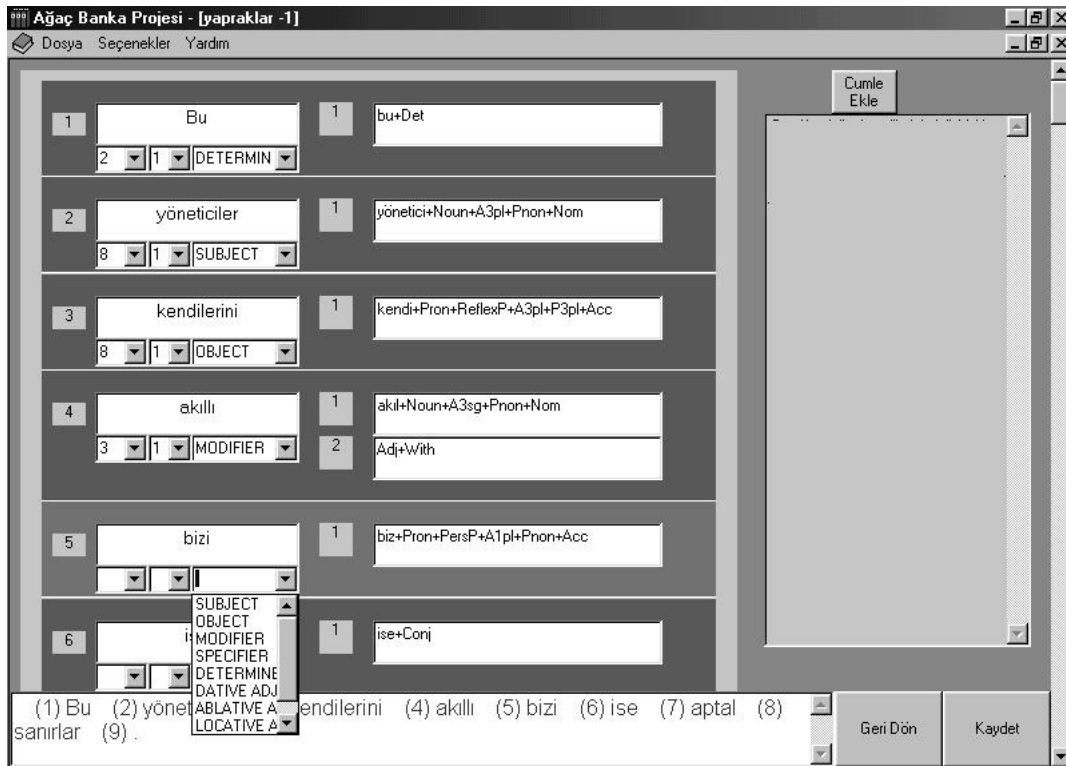 Ağaç Banka Projesi - [yapraklar -1]
Dosya Seçenekler Yardım
Cumle
Ekle
1 Bu 1 bu+Det
2 1 DETERMIN
2 yöneticiler 1 yönetici+Noun+A3pl+Pnon+Nom
8 1 SUBJECT
3 kendilerini 1 kendi+Pron+ReflexP+A3pl+P3pl+Acc
8 1 OBJECT
4 akıllı 1 akıl+Noun+A3sg+Pnon+Nom
3 1 MODIFIER 2 Adj+With
5 bizi 1 biz+Pron+PersP+A1pl+Pnon+Acc
SUBJECT
OBJECT
6 1 ise+Conj
MODIFIER
SPECIFIER
DETERMINE
DATIVE ADJ
ABLATIVE A
LOCATIVE A
(1) Bu (2) yönet endilerini (4) akıllı (5) bizi (6) ise (7) aptal (8)
sanırlar (9) .
Geri Dön Kaydet